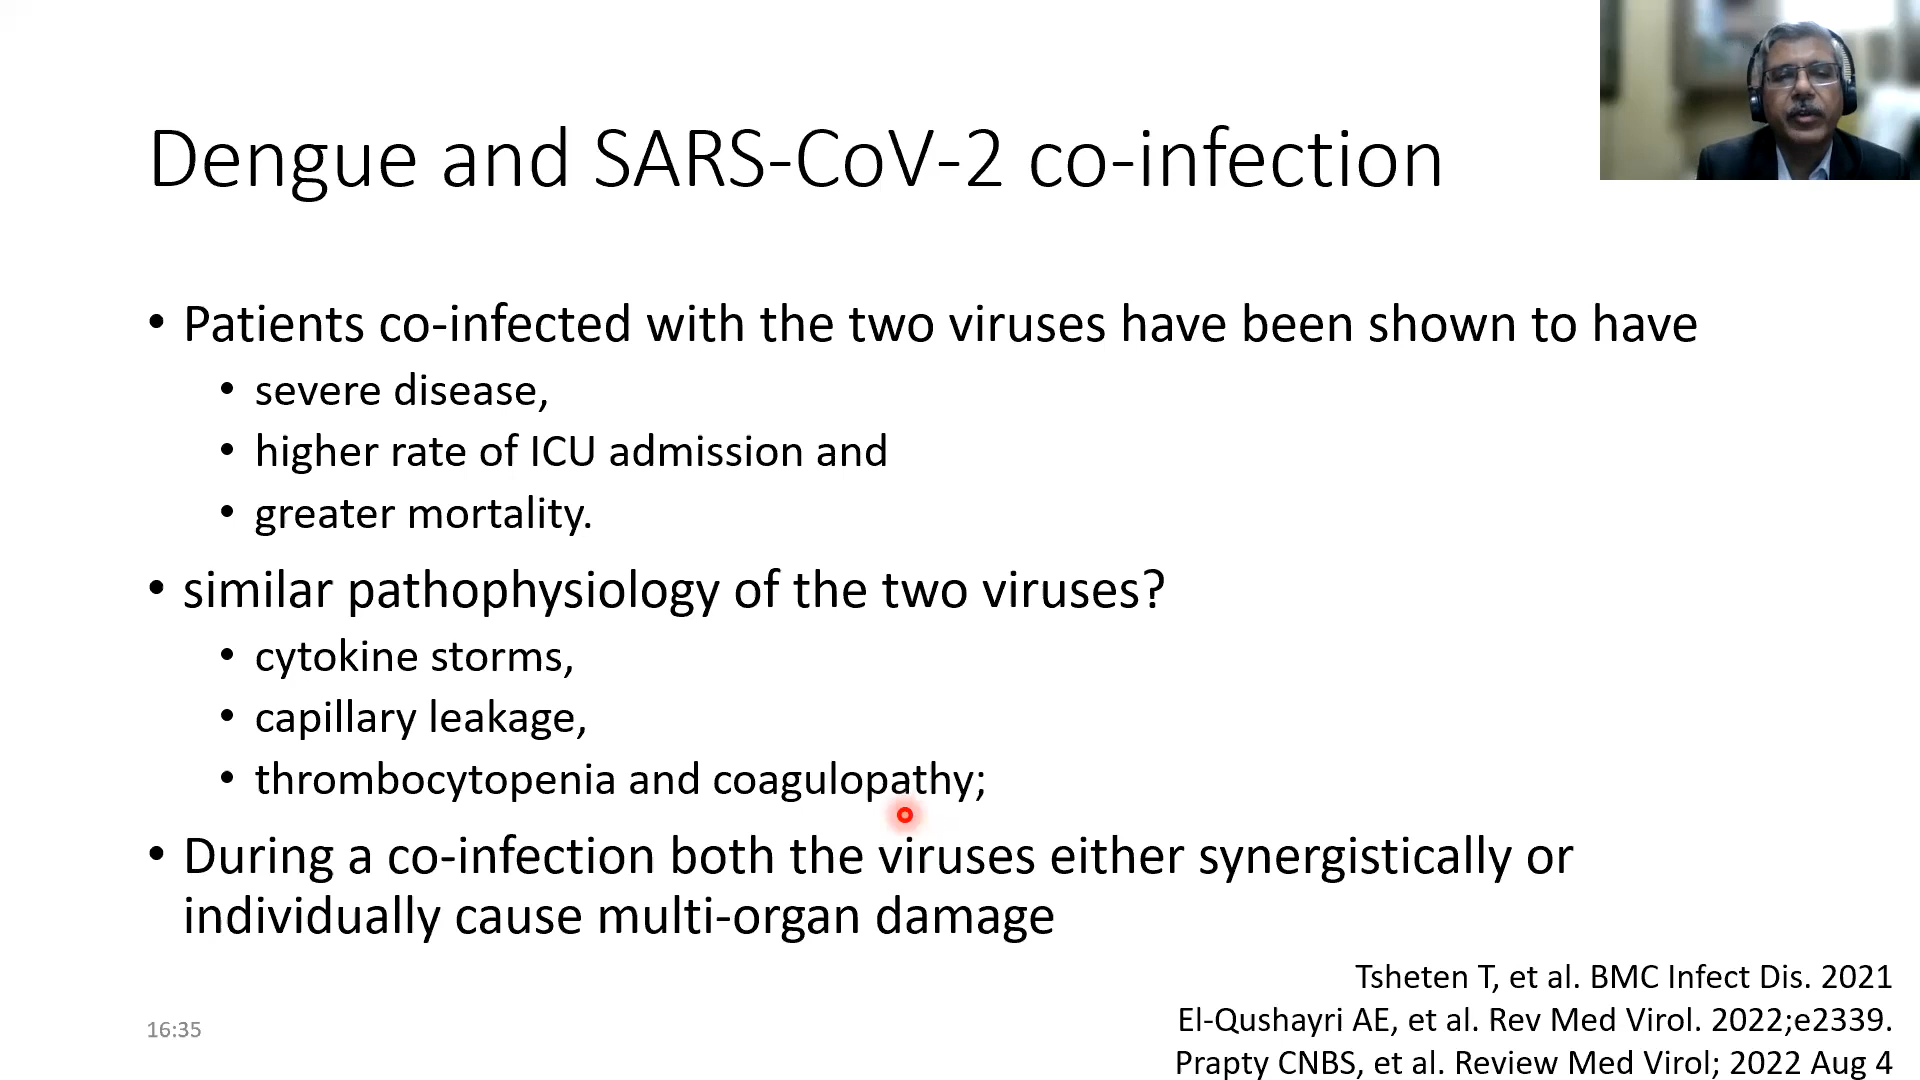 Dengue and SARS-CoV-2 co-infection
• Patients co-infected with the two viruses have been shown to have
• severe disease,
• higher rate of ICU admission and
• greater mortality.
• similar pathophysiology of the two viruses?
• cytokine storms,
• capillary leakage,
• thrombocytopenia and coagulopathy;
• During a co-infection both the viruses either synergistically or
individually cause multi-organ damage
Tsheten T, et al. BMC Infect Dis. 2021
El-Qushayri AE, et al. Rev Med Virol. 2022;e2339.
Prapty CNBS, et al. Review Med Virol; 2022 Aug 4
16:35